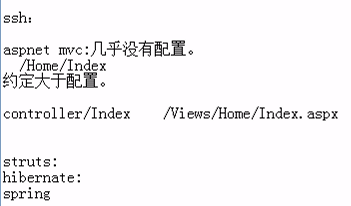 ssh：
aspnet mvc:几乎没有配置。
/Home/Index
约定大于配置。
controller/Index    /Views/Home/Index.aspx
struts:
hibernate:
spring